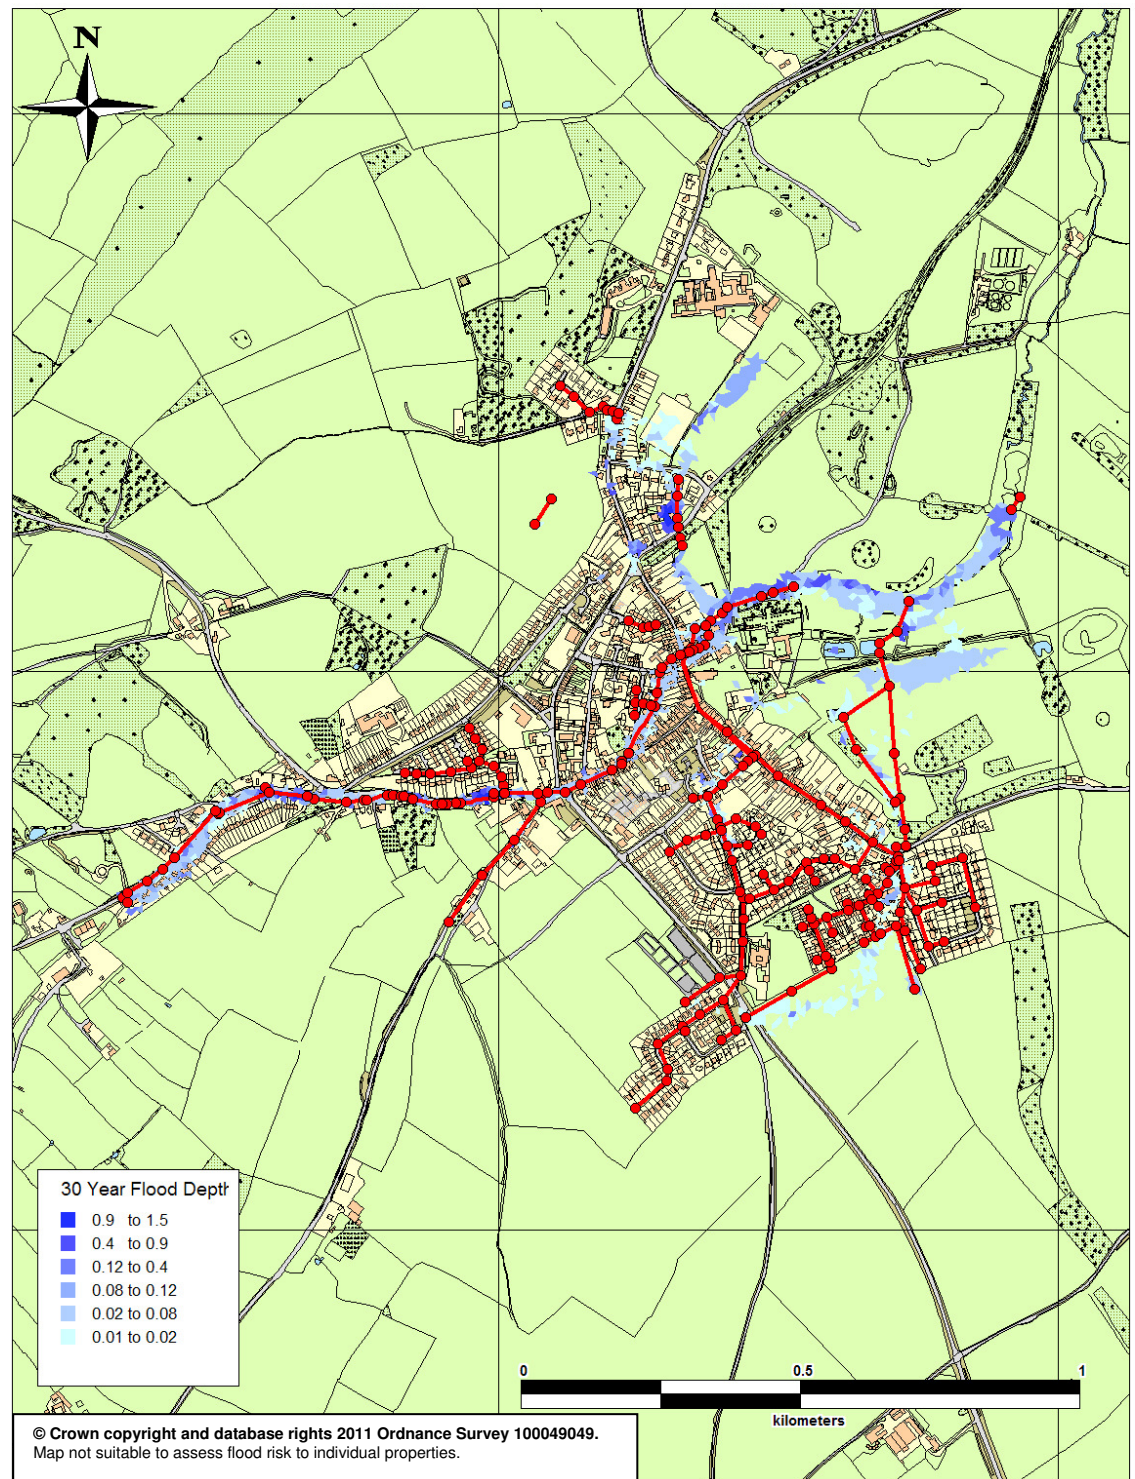 N
30 Year Flood Depth
0.9 to 1.5
0.4 to 0.9
0.12 to 0.4
0.08 to 0.12
0.02 to 0.08
0.01 to 0.02
0 0.5 1
kilometers
© Crown copyright and database rights 2011 Ordnance Survey 100049049.
Map not suitable to assess flood risk to individual properties.